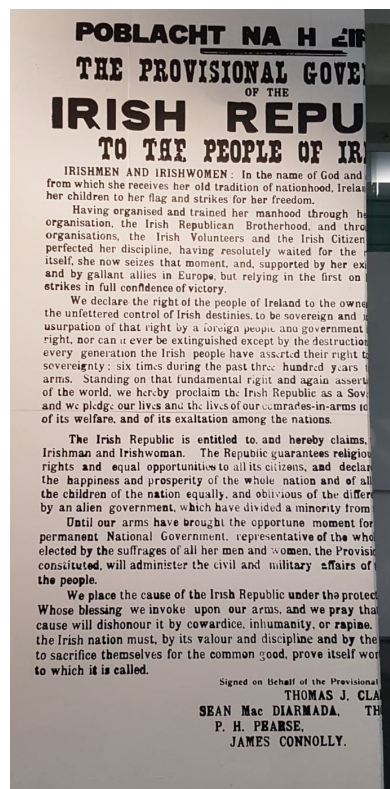 POBLACHT NA H EIR
THE PROVISIONAL GOVE
OF THE
IRISH REPU
TO THE PEOPLE OF IR
IRISHMEN AND IRISHWOMEN : In the name of God and
from which she receives her old tradition of nationhood, Irelan
her children to her flag and strikes for her freedom.
Having organised and trained her manhood through he
organisation, the Irish Republican Brotherhood, and thro
organisations, the Irish Volunteers and the Irish Citizen
perfected her discipline, having resolutely waited for the r
itself, she now seizes that moment, and, supported by her exi
and by gallant allies in Europe, but relying in the first on
strikes in full confidence of victory.
We declare the right of the people of Ireland to the owne
the unfettered control of Irish destinies, to be sovereign and i
usurpation of that right by a foreign people and government
right, nor can it ever be extinguished except by the destruction
every generation the Irish people have asserted their right t
sovereignty ; six times during the past three hundred years t
arms. Standing on that fundamental right and again assert
of the world, we hereby proclaim the Irish Republic as a Sov
and we pledge our lives and the lives of our comrades-in-arms to
of its welfare, and of its exaltation among the nations.
The Irish Republic is entitled to, and hereby claims,
Irishman and Irishwoman. The Republic guarantees religiou
rights and equal opportunities to all its citizens, and declar
the happiness and prosperity of the whole nation and of all
the children of the nation equally, and oblivious of the differe
by an alien government, which have divided a minority from
Until our arms have brought the opportune moment for
permanent National Government, representative of the who
elected by the suffrages of all her men and women, the Provisio
constituted, will administer the civil and military affairs of
the people.
We place the cause of the Irish Republic under the protect
Whose blessing we invoke upon our arms, and we pray tha
cause will dishonour it by cowardice, inhumanity, or rapine.
the Irish nation must, by its valour and discipline and by the
to sacrifice themselves for the common good, prove itself wor
to which it is called.
Signed on Behalf of the Provisional
THOMAS J. CLA
SEAN Mac DIARMADA, TH
P. H. PEARSE,
JAMES CONNOLLY.